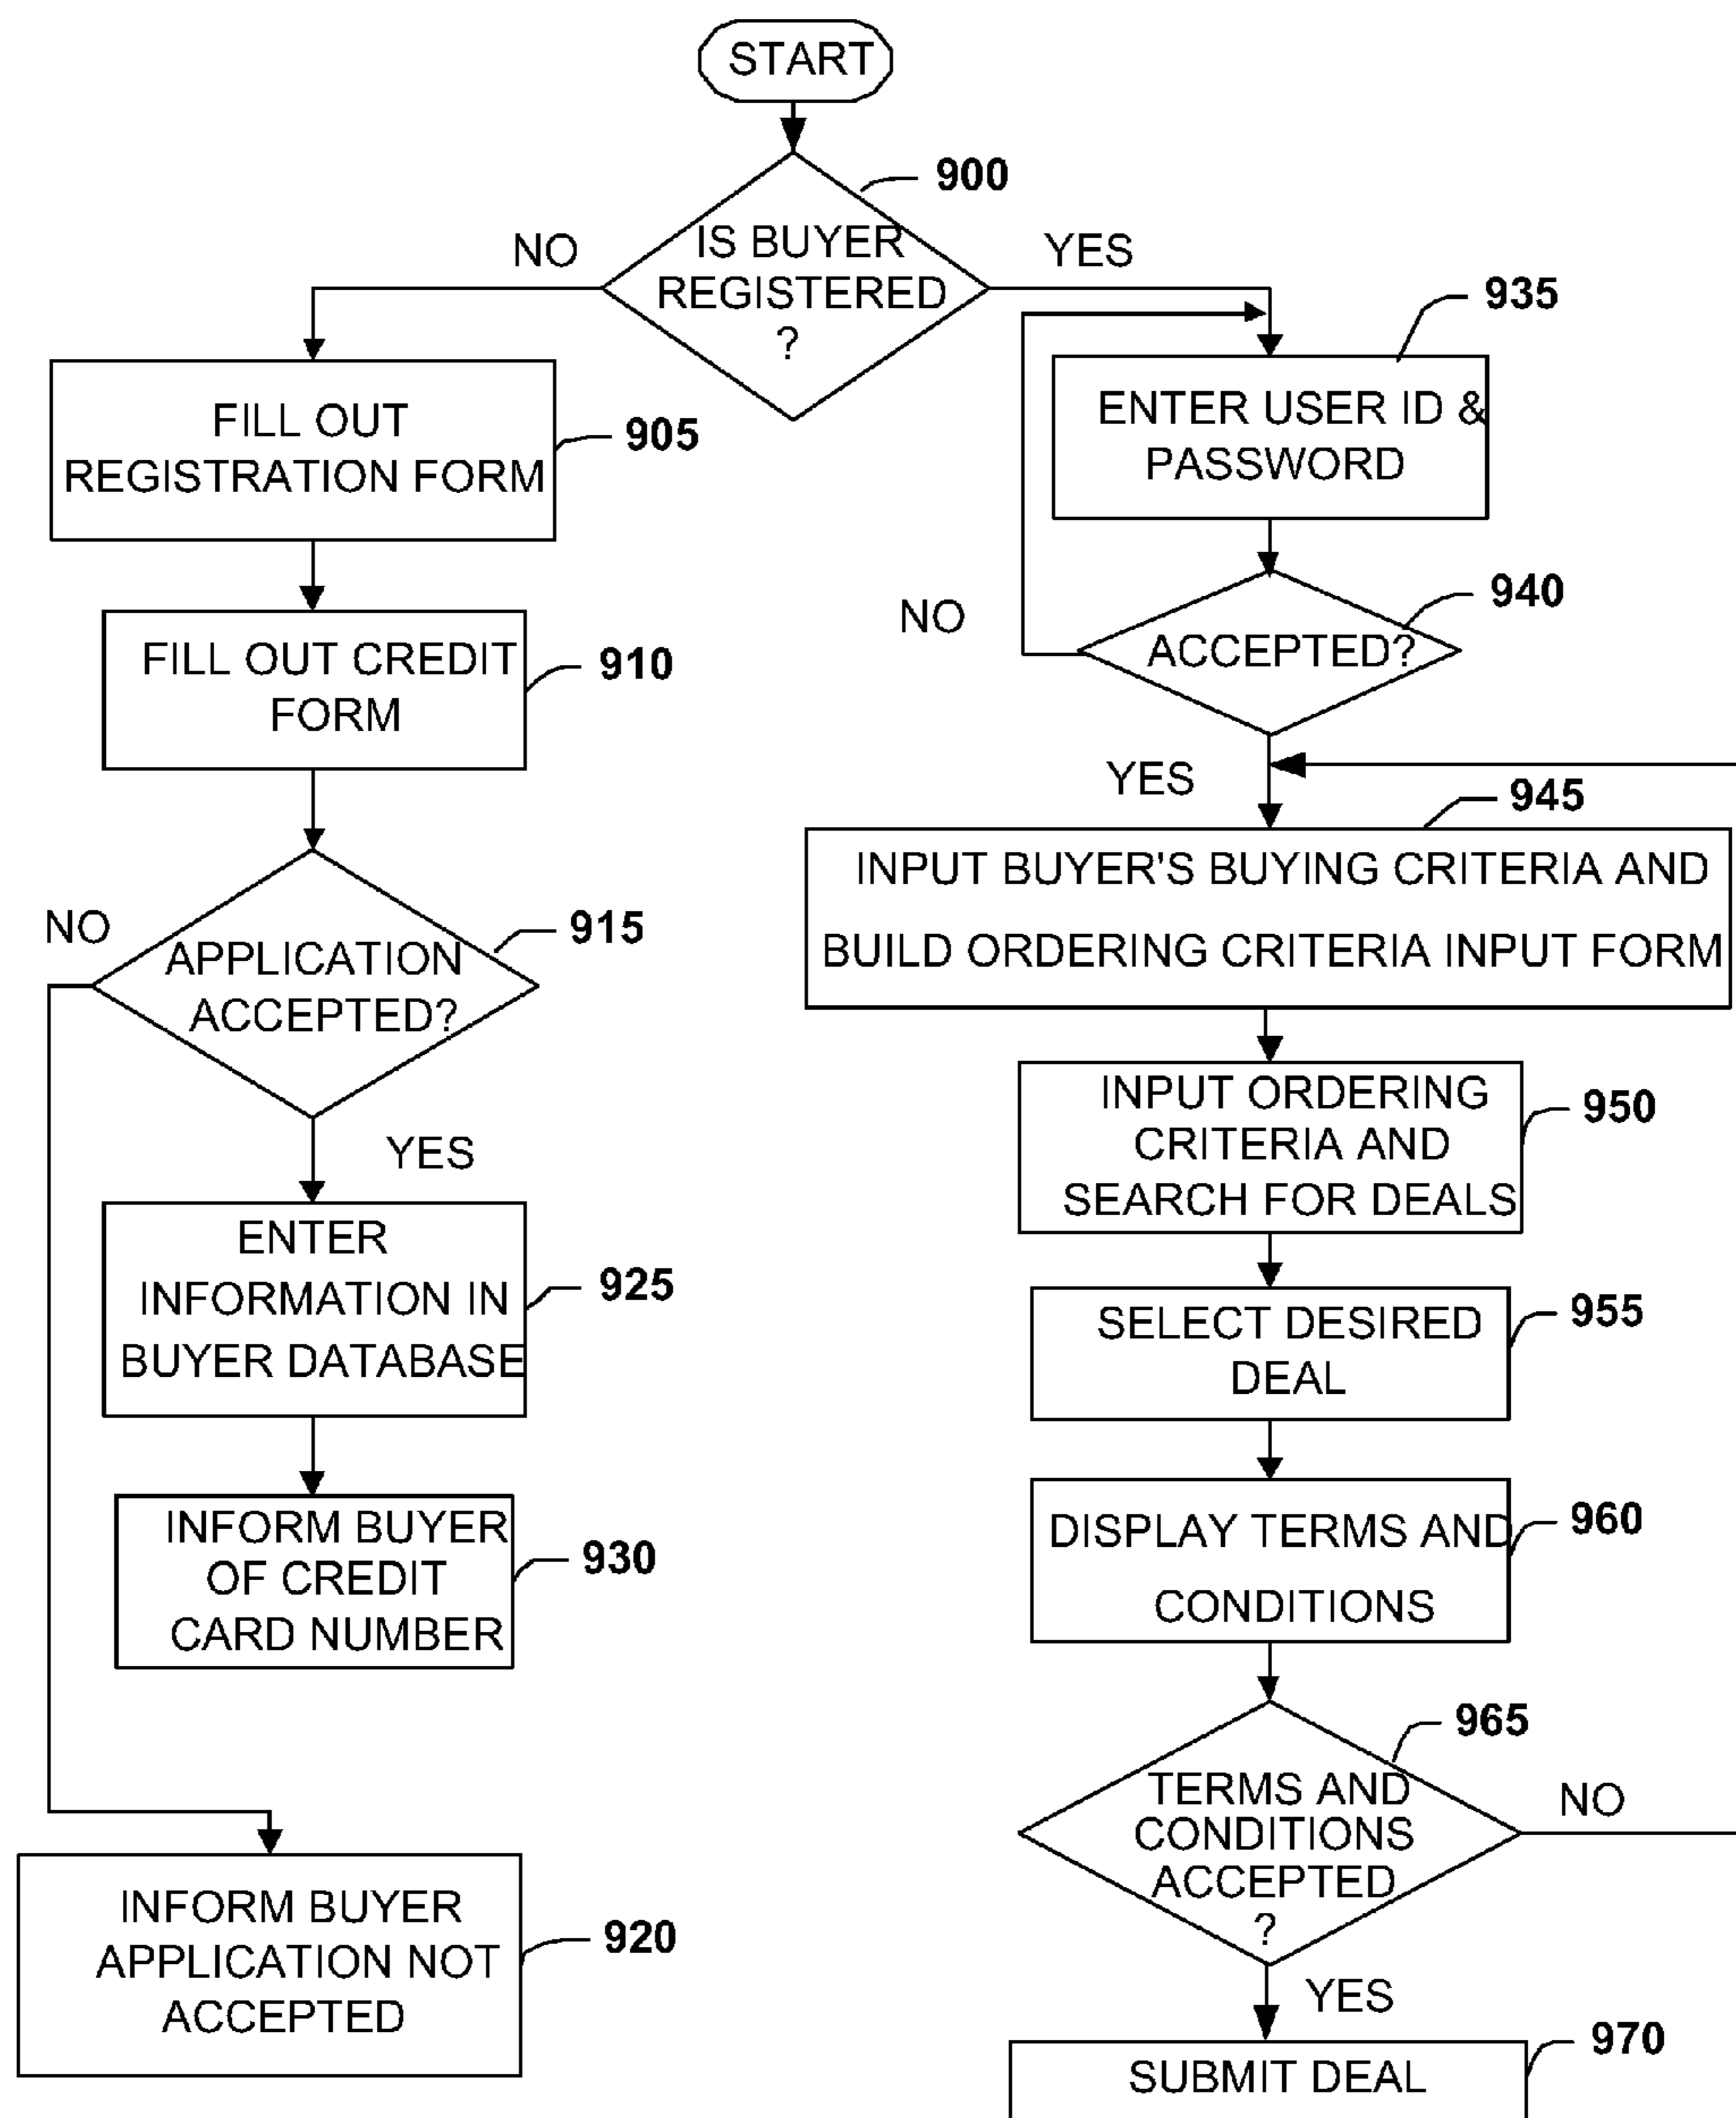 START
900
IS BUYER
REGISTERED
?
NO
YES
FILL OUT
REGISTRATION FORM
905
FILL OUT CREDIT
FORM
910
APPLICATION
ACCEPTED?
915
NO
YES
ENTER
INFORMATION IN
BUYER DATABASE
925
INFORM BUYER
OF CREDIT
CARD NUMBER
930
INFORM BUYER
APPLICATION NOT
ACCEPTED
920
935
ENTER USER ID &
PASSWORD
940
ACCEPTED?
NO
YES
945
INPUT BUYER'S BUYING CRITERIA AND
BUILD ORDERING CRITERIA INPUT FORM
INPUT ORDERING
CRITERIA AND
SEARCH FOR DEALS
950
SELECT DESIRED
DEAL
955
DISPLAY TERMS AND
CONDITIONS
960
965
TERMS AND
CONDITIONS
ACCEPTED
?
NO
YES
SUBMIT DEAL
970